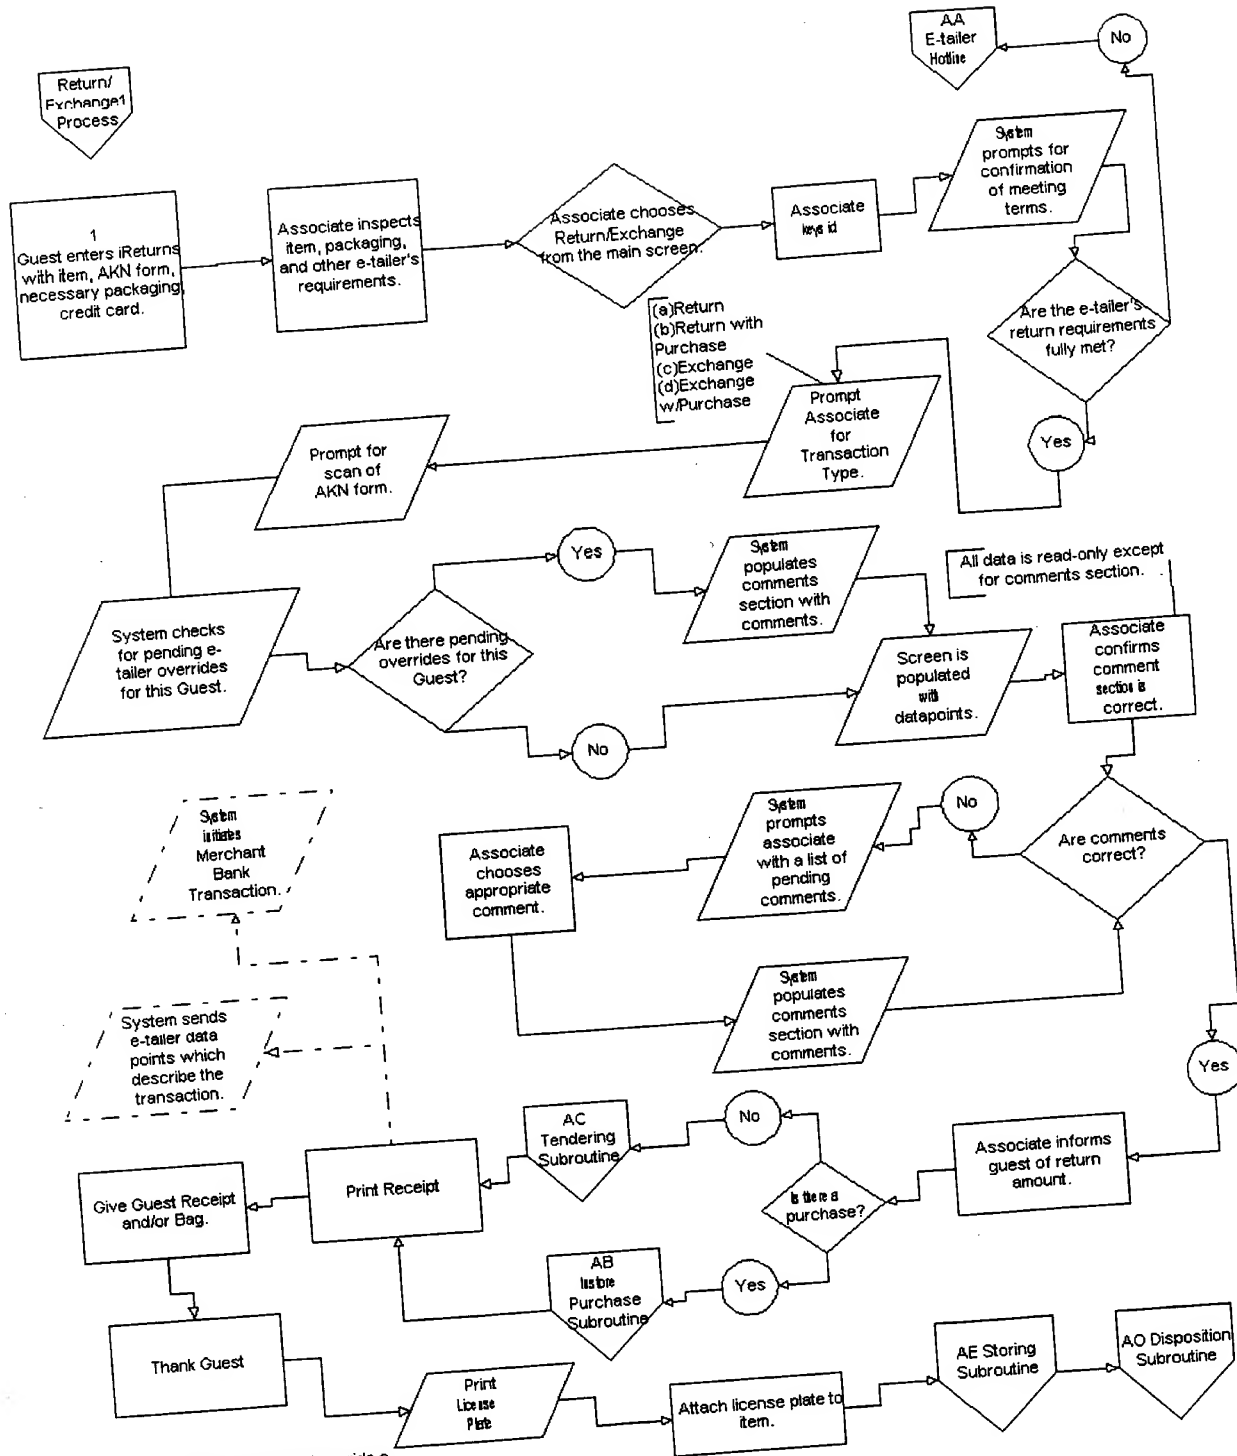 AA
E-tailer
Hotline
No
Return/
Exchange1
Process
System
prompts for
confirmation
of meeting
terms.
1
Guest enters iReturns
with item, AKN form,
necessary packaging,
credit card.
Associate inspects
item, packaging,
and other e-tailer's
requirements.
Associate chooses
Return/Exchange
from the main screen.
Associate
keys id
Are the e-tailer's
return requirements
fully met?
(a)Return
(b)Return with
Purchase
(c)Exchange
(d)Exchange
w/Purchase
Prompt
Associate
for
Transaction
Type.
Yes
Prompt for
scan of
AKN form.
Yes
System
populates
comments
section with
comments.
All data is read-only except
for comments section.
System checks
for pending e-
tailer overrides
for this Guest.
Are there pending
overrides for this
Guest?
Screen is
populated
with
datapoints.
Associate
confirms
comment
section is
correct.
No
System
initiates
Merchant
Bank
Transaction.
Associate
chooses
appropriate
comment.
System
prompts
associate
with a list of
pending
comments.
No
Are comments
correct?
System
populates
comments
section with
comments.
System sends
e-tailer data
points which
describe the
transaction.
Yes
AC
Tendering
Subroutine
No
Associate informs
guest of return
amount.
Give Guest Receipt
and/or Bag.
Print Receipt
Is there a
purchase?
AB
Instore
Purchase
Subroutine
Yes
Thank Guest
Print
License
Plate
Attach license plate to
item.
AE Storing
Subroutine
AO Disposition
Subroutine